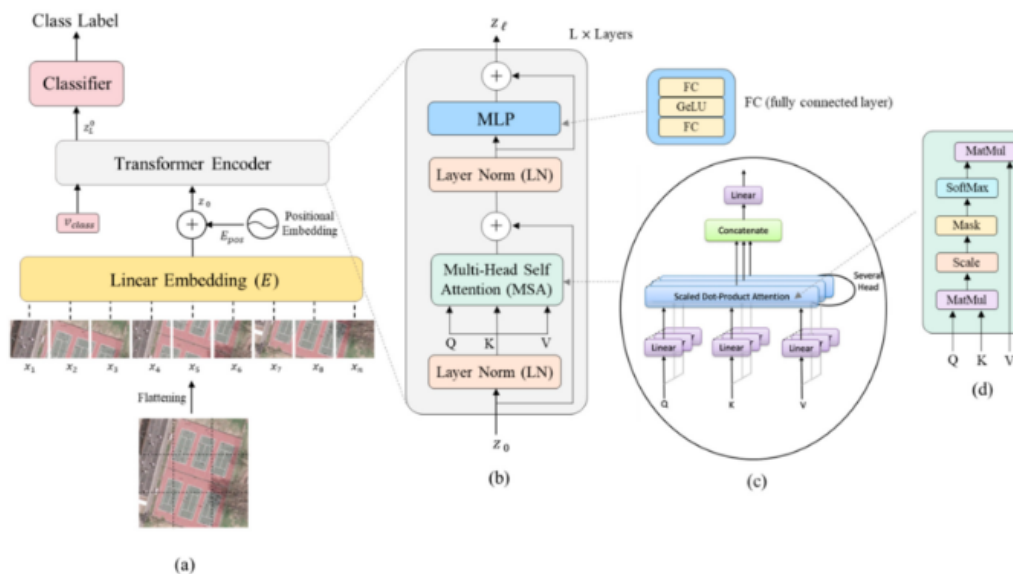 Class Label
Classifier
z_L^0
Transformer Encoder
v_class
z_0
+
E_pos
Positional
Embedding
Linear Embedding (E)
x_1 x_2 x_3 x_4 x_5 x_6 x_7 x_8 x_n
Flattening
(a)
z_ℓ
L × Layers
+
MLP
Layer Norm (LN)
+
Multi-Head Self
Attention (MSA)
Q K V
Layer Norm (LN)
z_0
(b)
FC
GeLU
FC
FC (fully connected layer)
Linear
Concatenate
Several
Head
Scaled Dot-Product Attention
Linear Linear Linear
Q K V
(c)
MatMul
SoftMax
Mask
Scale
MatMul
Q K V
(d)